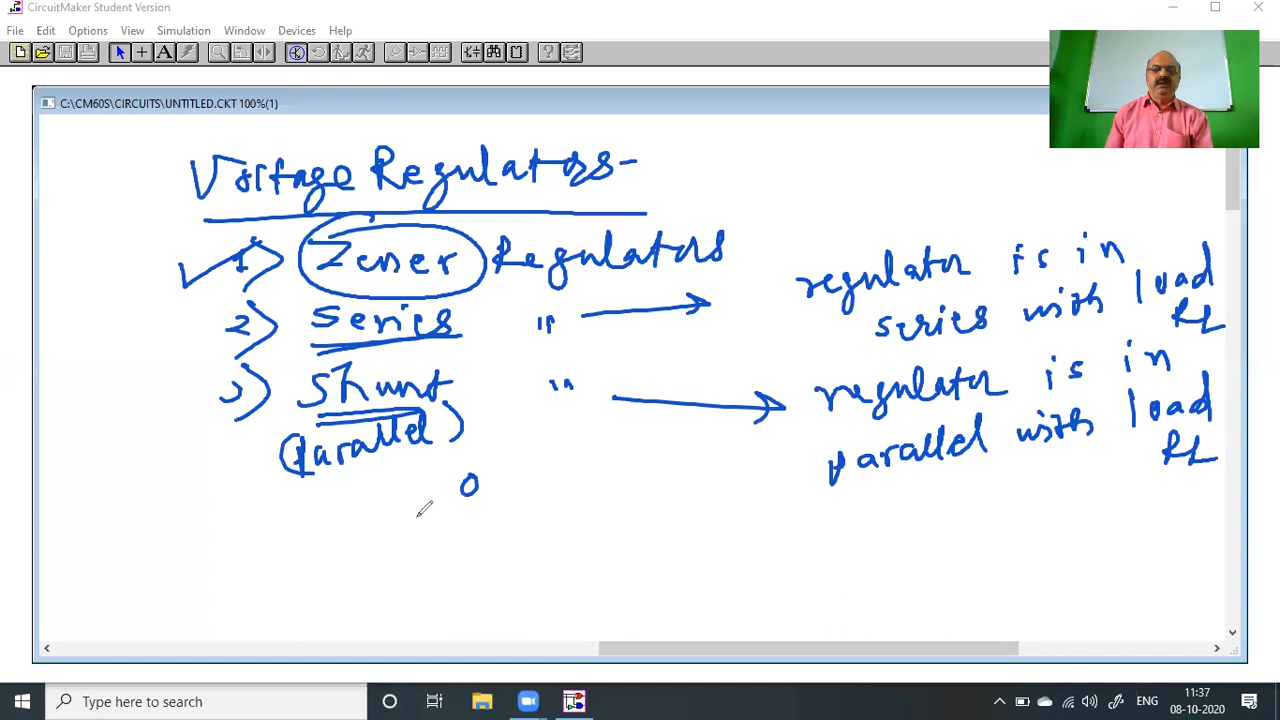 CircuitMaker Student Version
File Edit Options View Simulation Window Devices Help
C:\CM60S\CIRCUITS\UNTITLED.CKT 100%(1)
Voltage Regulators-
1) Zener Regulators
2) Series " → regulator is in
series with load
RL
3) Shunt " → regulator is in
(parallel) parallel with load
RL
0
Type here to search
ENG
11:37
08-10-2020